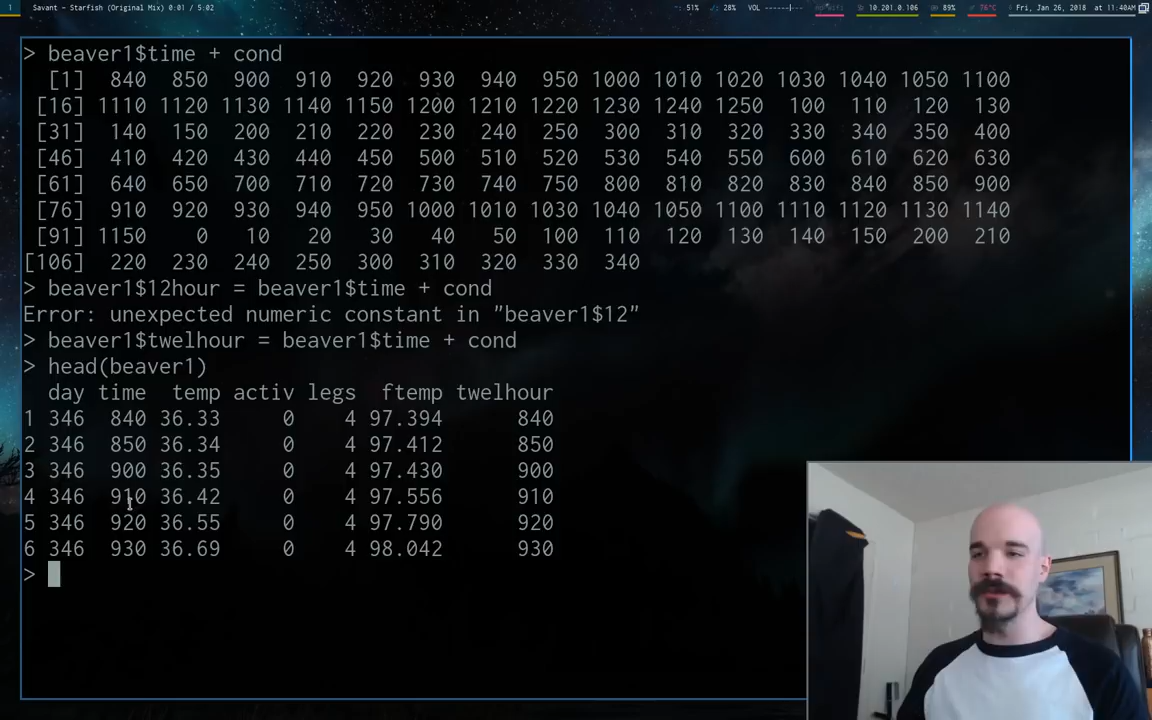 1 Savant - Starfish (Original Mix) 0:01 / 5:02 51% 28% VOL 10.201.0.106 89% 76°C Fri, Jan 26, 2018 at 11:40AM
> beaver1$time + cond
[1] 840 850 900 910 920 930 940 950 1000 1010 1020 1030 1040 1050 1100
[16] 1110 1120 1130 1140 1150 1200 1210 1220 1230 1240 1250 100 110 120 130
[31] 140 150 200 210 220 230 240 250 300 310 320 330 340 350 400
[46] 410 420 430 440 450 500 510 520 530 540 550 600 610 620 630
[61] 640 650 700 710 720 730 740 750 800 810 820 830 840 850 900
[76] 910 920 930 940 950 1000 1010 1030 1040 1050 1100 1110 1120 1130 1140
[91] 1150 0 10 20 30 40 50 100 110 120 130 140 150 200 210
[106] 220 230 240 250 300 310 320 330 340
> beaver1$12hour = beaver1$time + cond
Error: unexpected numeric constant in "beaver1$12"
> beaver1$twelhour = beaver1$time + cond
> head(beaver1)
day time temp activ legs ftemp twelhour
1 346 840 36.33 0 4 97.394 840
2 346 850 36.34 0 4 97.412 850
3 346 900 36.35 0 4 97.430 900
4 346 910 36.42 0 4 97.556 910
5 346 920 36.55 0 4 97.790 920
6 346 930 36.69 0 4 98.042 930
>